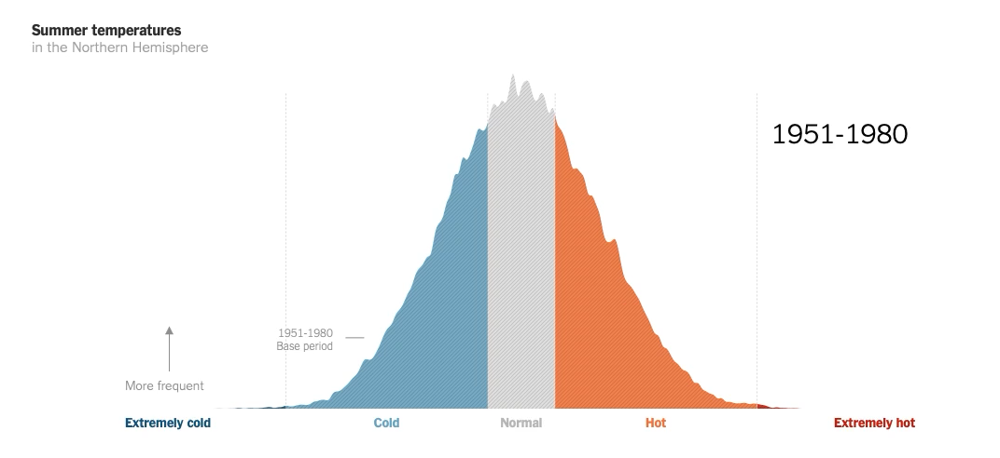 Summer temperatures
in the Northern Hemisphere
1951-1980
1951-1980
Base period
More frequent
Extremely cold
Cold
Normal
Hot
Extremely hot